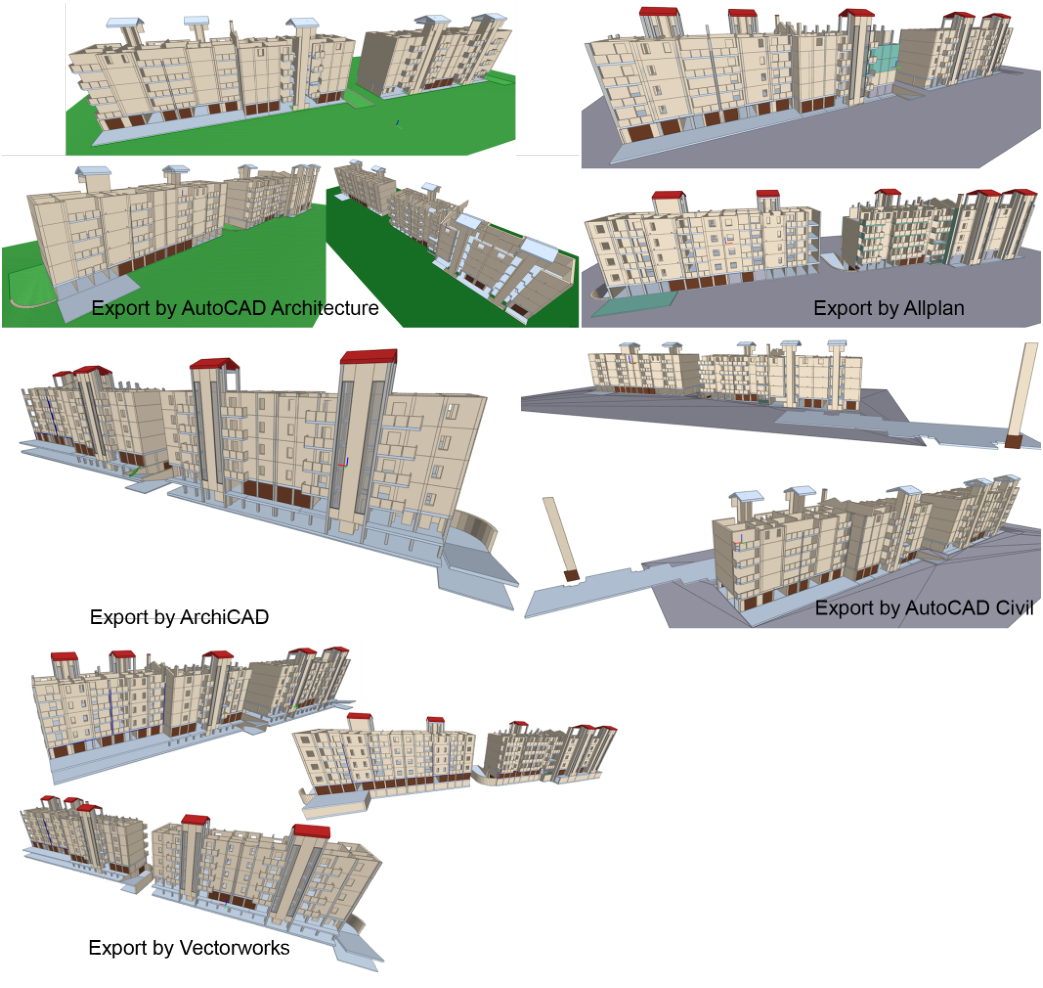 Export by AutoCAD Architecture
Export by Allplan
Export by ArchiCAD
Export by AutoCAD Civil
Export by Vectorworks